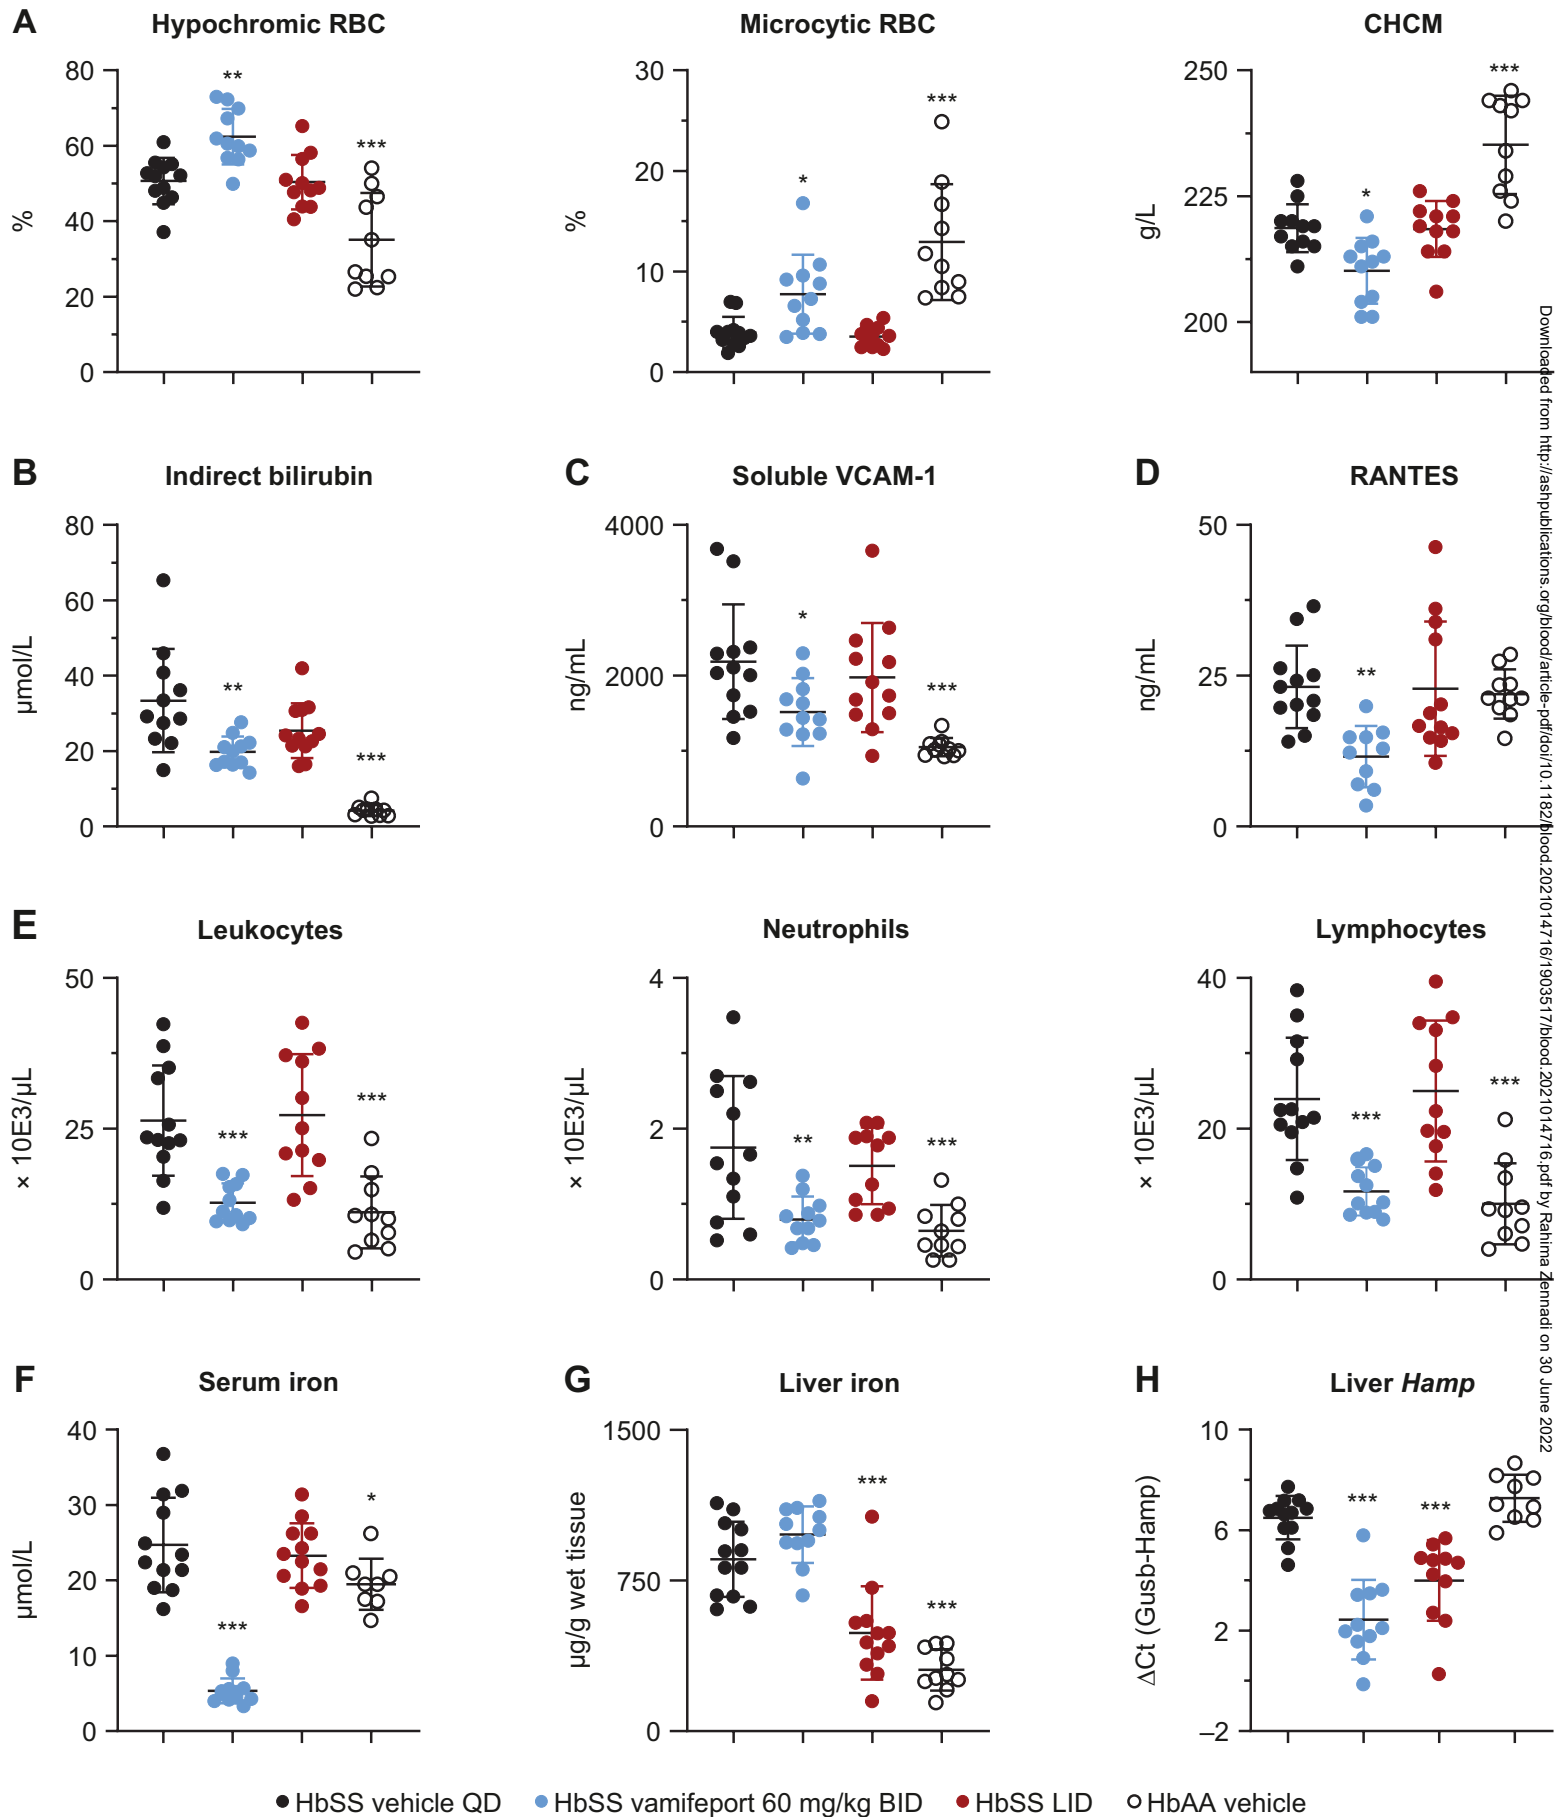 A
Hypochromic RBC
Microcytic RBC
CHCM
80
60
40
20
0
%
**
***
30
20
10
0
%
*
***
250
225
200
g/L
*
***
B
Indirect bilirubin
C
Soluble VCAM-1
D
RANTES
80
60
40
20
0
µmol/L
**
***
4000
2000
0
ng/mL
*
***
50
25
0
ng/mL
**
E
Leukocytes
Neutrophils
Lymphocytes
50
25
0
× 10E3/µL
***
***
4
2
0
× 10E3/µL
**
***
40
20
0
× 10E3/µL
***
***
F
Serum iron
G
Liver iron
H
Liver Hamp
40
30
20
10
0
µmol/L
***
*
1500
750
0
µg/g wet tissue
***
***
10
6
2
–2
ΔCt (Gusb-Hamp)
***
***
HbSS vehicle QD
HbSS vamifeport 60 mg/kg BID
HbSS LID
HbAA vehicle
Downloaded from http://ashpublications.org/blood/article-pdf/doi/10.1182/blood.2021014716/1903517/blood.2021014716.pdf by Rahima Zennadi on 30 June 2022